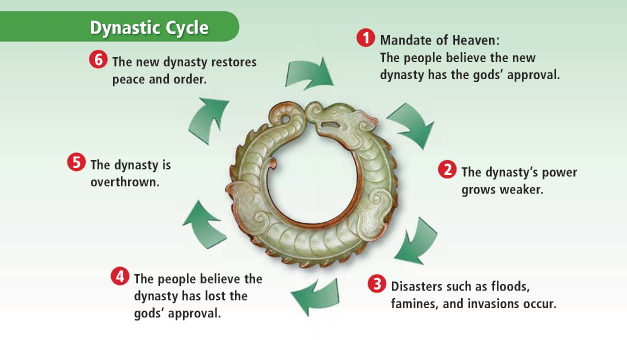 Dynastic Cycle
1 Mandate of Heaven:
The people believe the new
dynasty has the gods’ approval.
2 The dynasty’s power
grows weaker.
3 Disasters such as floods,
famines, and invasions occur.
4 The people believe the
dynasty has lost the
gods’ approval.
5 The dynasty is
overthrown.
6 The new dynasty restores
peace and order.